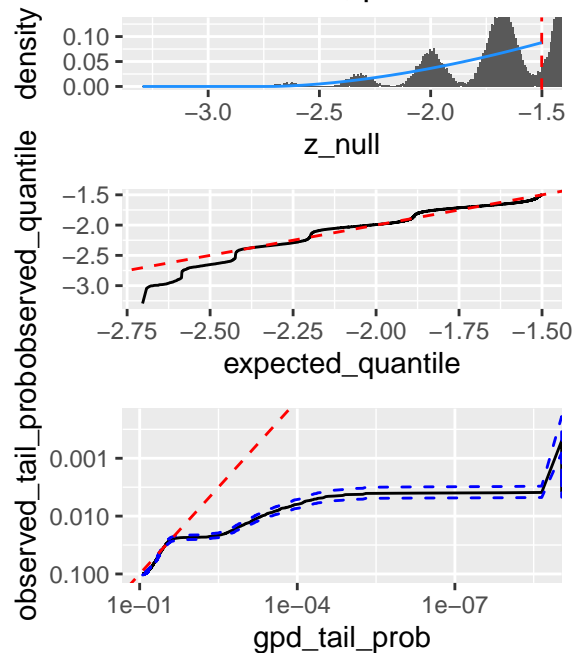 density
0.10
0.05
0.00
−3.0 −2.5 −2.0 −1.5
z_null
observed_quantile
−1.5
−2.0
−2.5
−3.0
−2.75 −2.50 −2.25 −2.00 −1.75 −1.50
expected_quantile
observed_tail_prob
0.001
0.010
0.100
1e−01 1e−04 1e−07
gpd_tail_prob